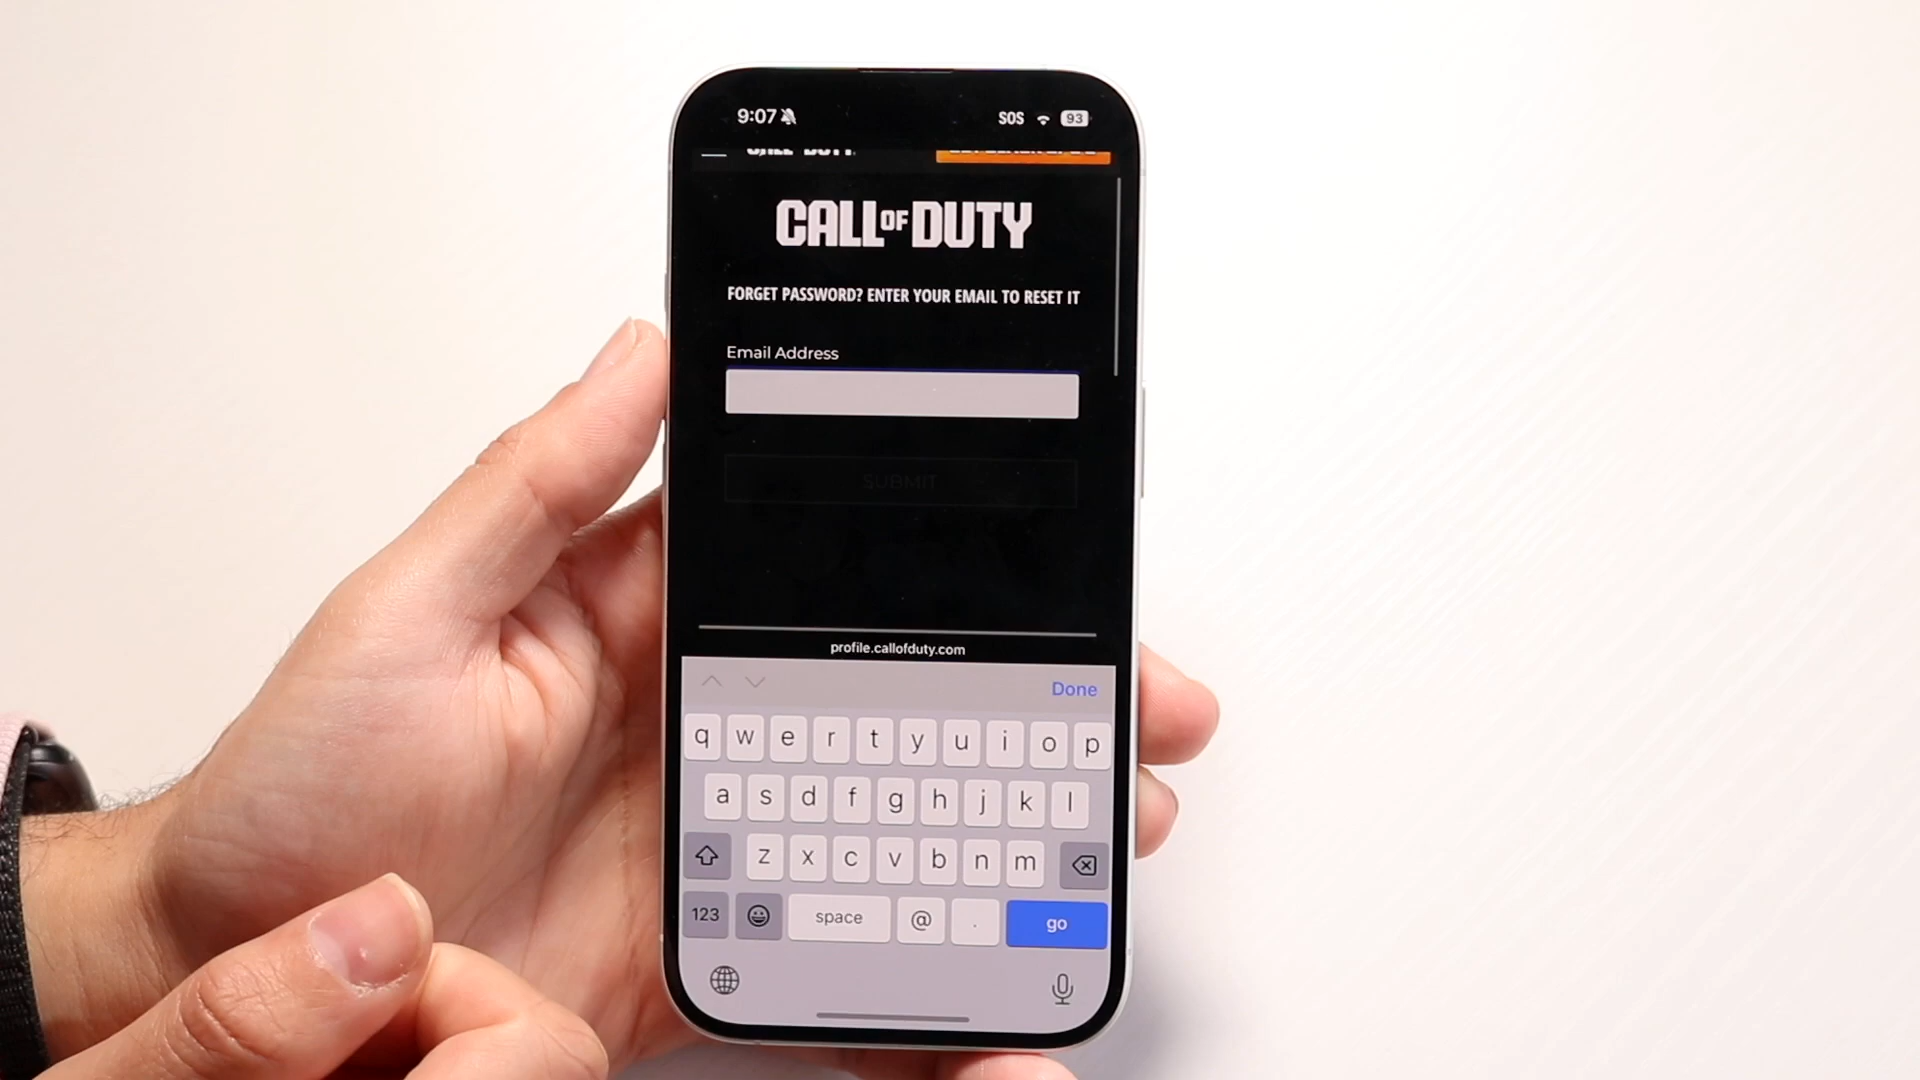 9:07 SOS 93
CALL OF DUTY
FORGET PASSWORD? ENTER YOUR EMAIL TO RESET IT
Email Address
SUBMIT
profile.callofduty.com
Done
q w e r t y u i o p
a s d f g h j k l
z x c v b n m
123 space @ . go